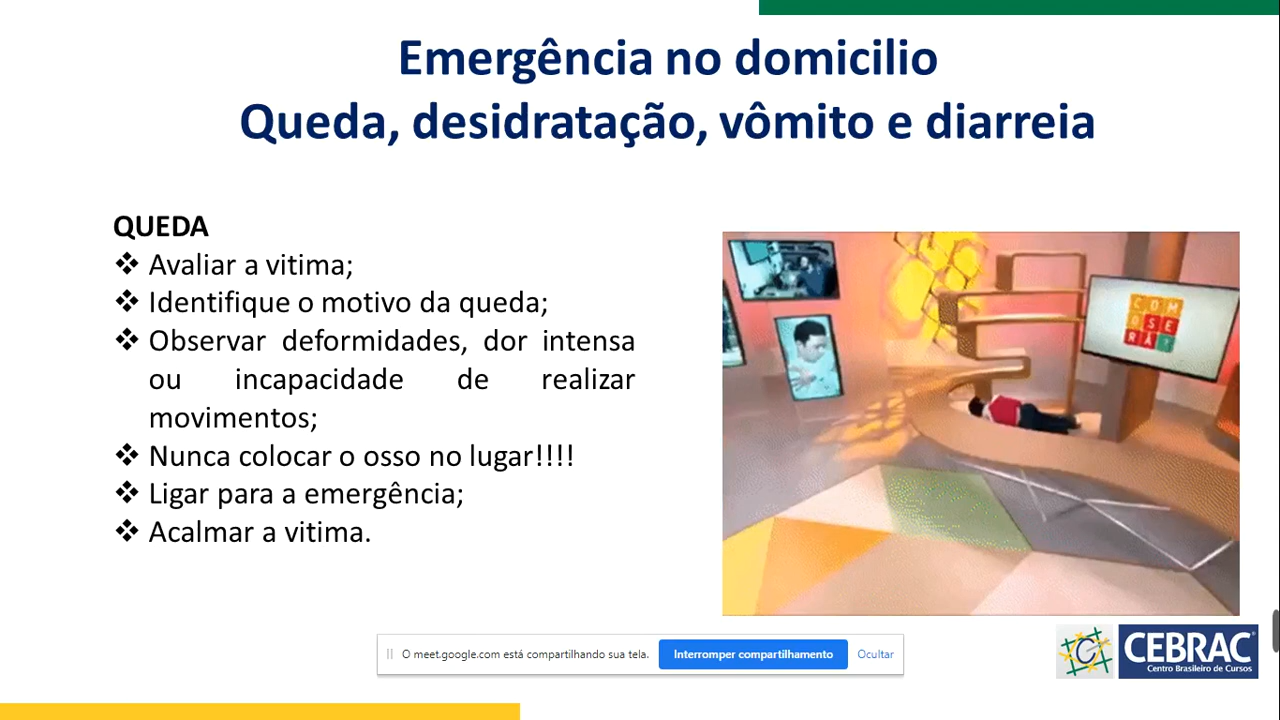 Emergência no domicilio
Queda, desidratação, vômito e diarreia
QUEDA
❖ Avaliar a vitima;
❖ Identifique o motivo da queda;
❖ Observar deformidades, dor intensa
ou incapacidade de realizar
movimentos;
❖ Nunca colocar o osso no lugar!!!!
❖ Ligar para a emergência;
❖ Acalmar a vitima.
COM
OSE
RÁ?
O meet.google.com está compartilhando sua tela.
Interromper compartilhamento
Ocultar
C
CEBRAC®
Centro Brasileiro de Cursos